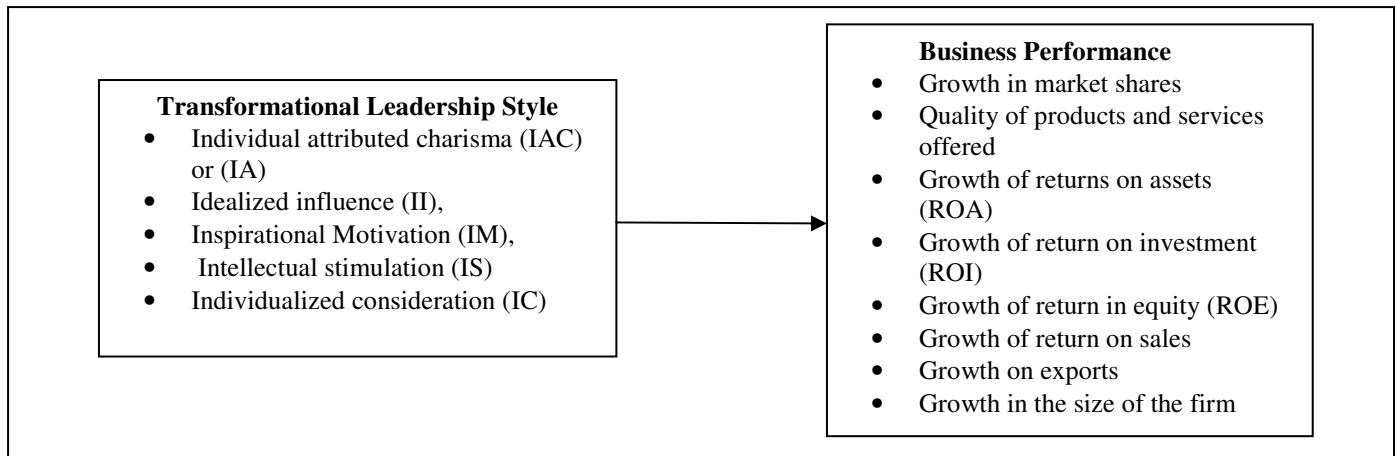 Transformational Leadership Style
• Individual attributed charisma (IAC)
or (IA)
• Idealized influence (II),
• Inspirational Motivation (IM),
• Intellectual stimulation (IS)
• Individualized consideration (IC)
Business Performance
• Growth in market shares
• Quality of products and services
offered
• Growth of returns on assets
(ROA)
• Growth of return on investment
(ROI)
• Growth of return in equity (ROE)
• Growth of return on sales
• Growth on exports
• Growth in the size of the firm